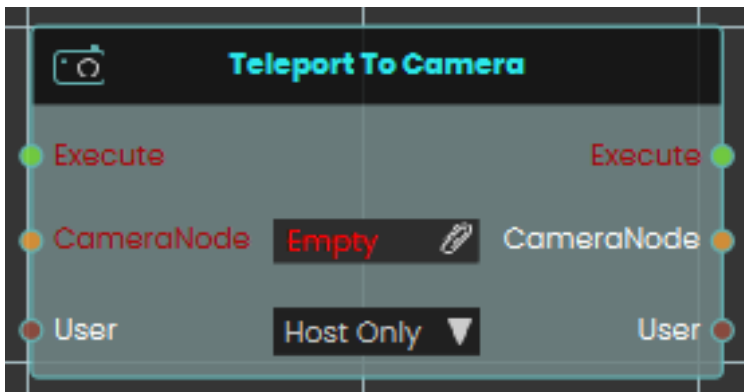 Teleport To Camera
Execute Execute
CameraNode Empty CameraNode
User Host Only User